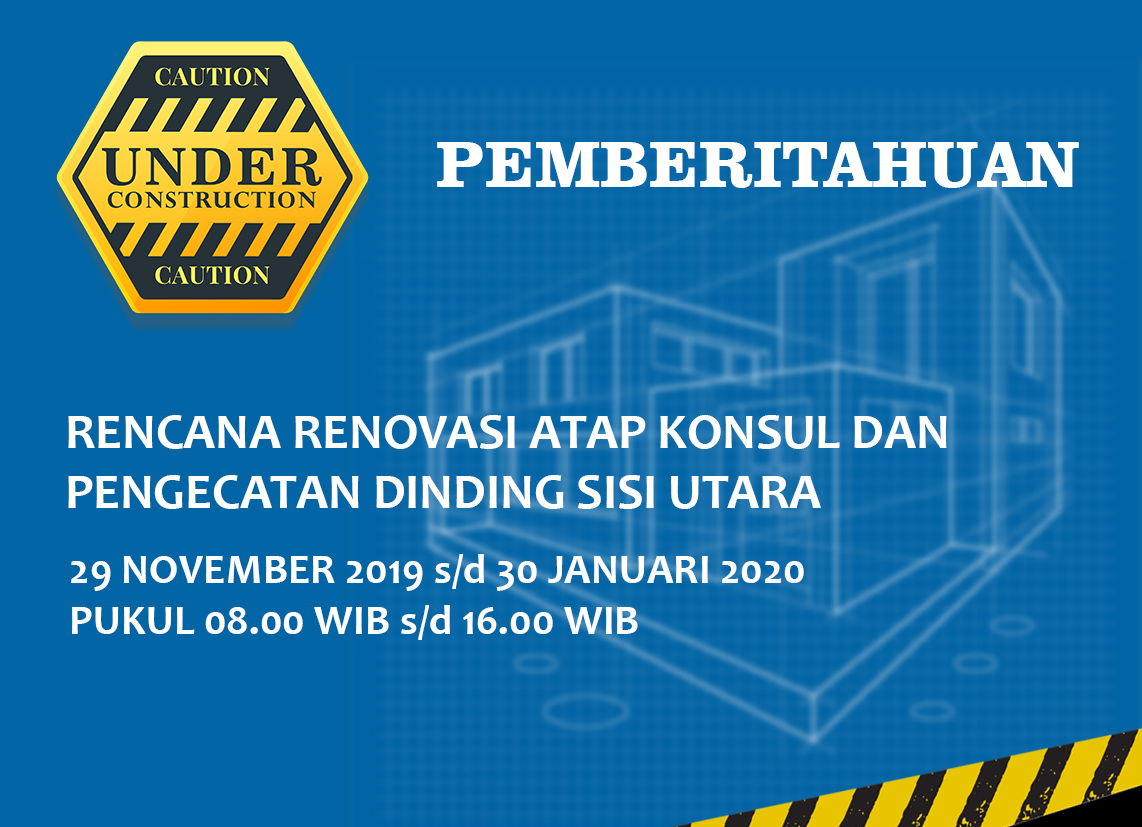 CAUTION
UNDER
CONSTRUCTION
CAUTION
PEMBERITAHUAN
RENCANA RENOVASI ATAP KONSUL DAN
PENGECATAN DINDING SISI UTARA
29 NOVEMBER 2019 s/d 30 JANUARI 2020
PUKUL 08.00 WIB s/d 16.00 WIB